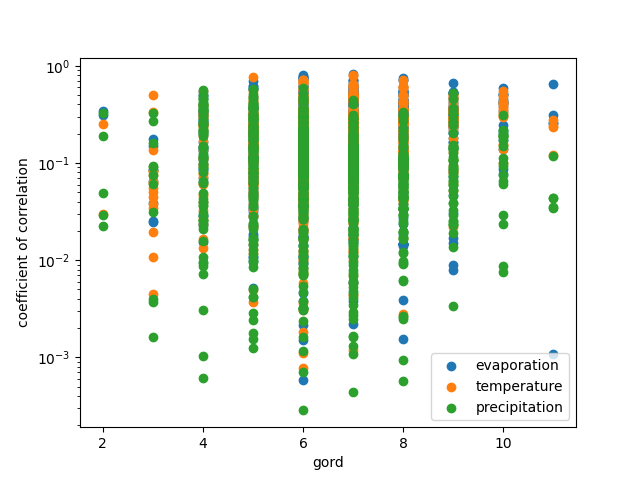 10⁰
10⁻¹
10⁻²
10⁻³
coefficient of correlation
evaporation
temperature
precipitation
2 4 6 8 10
gord